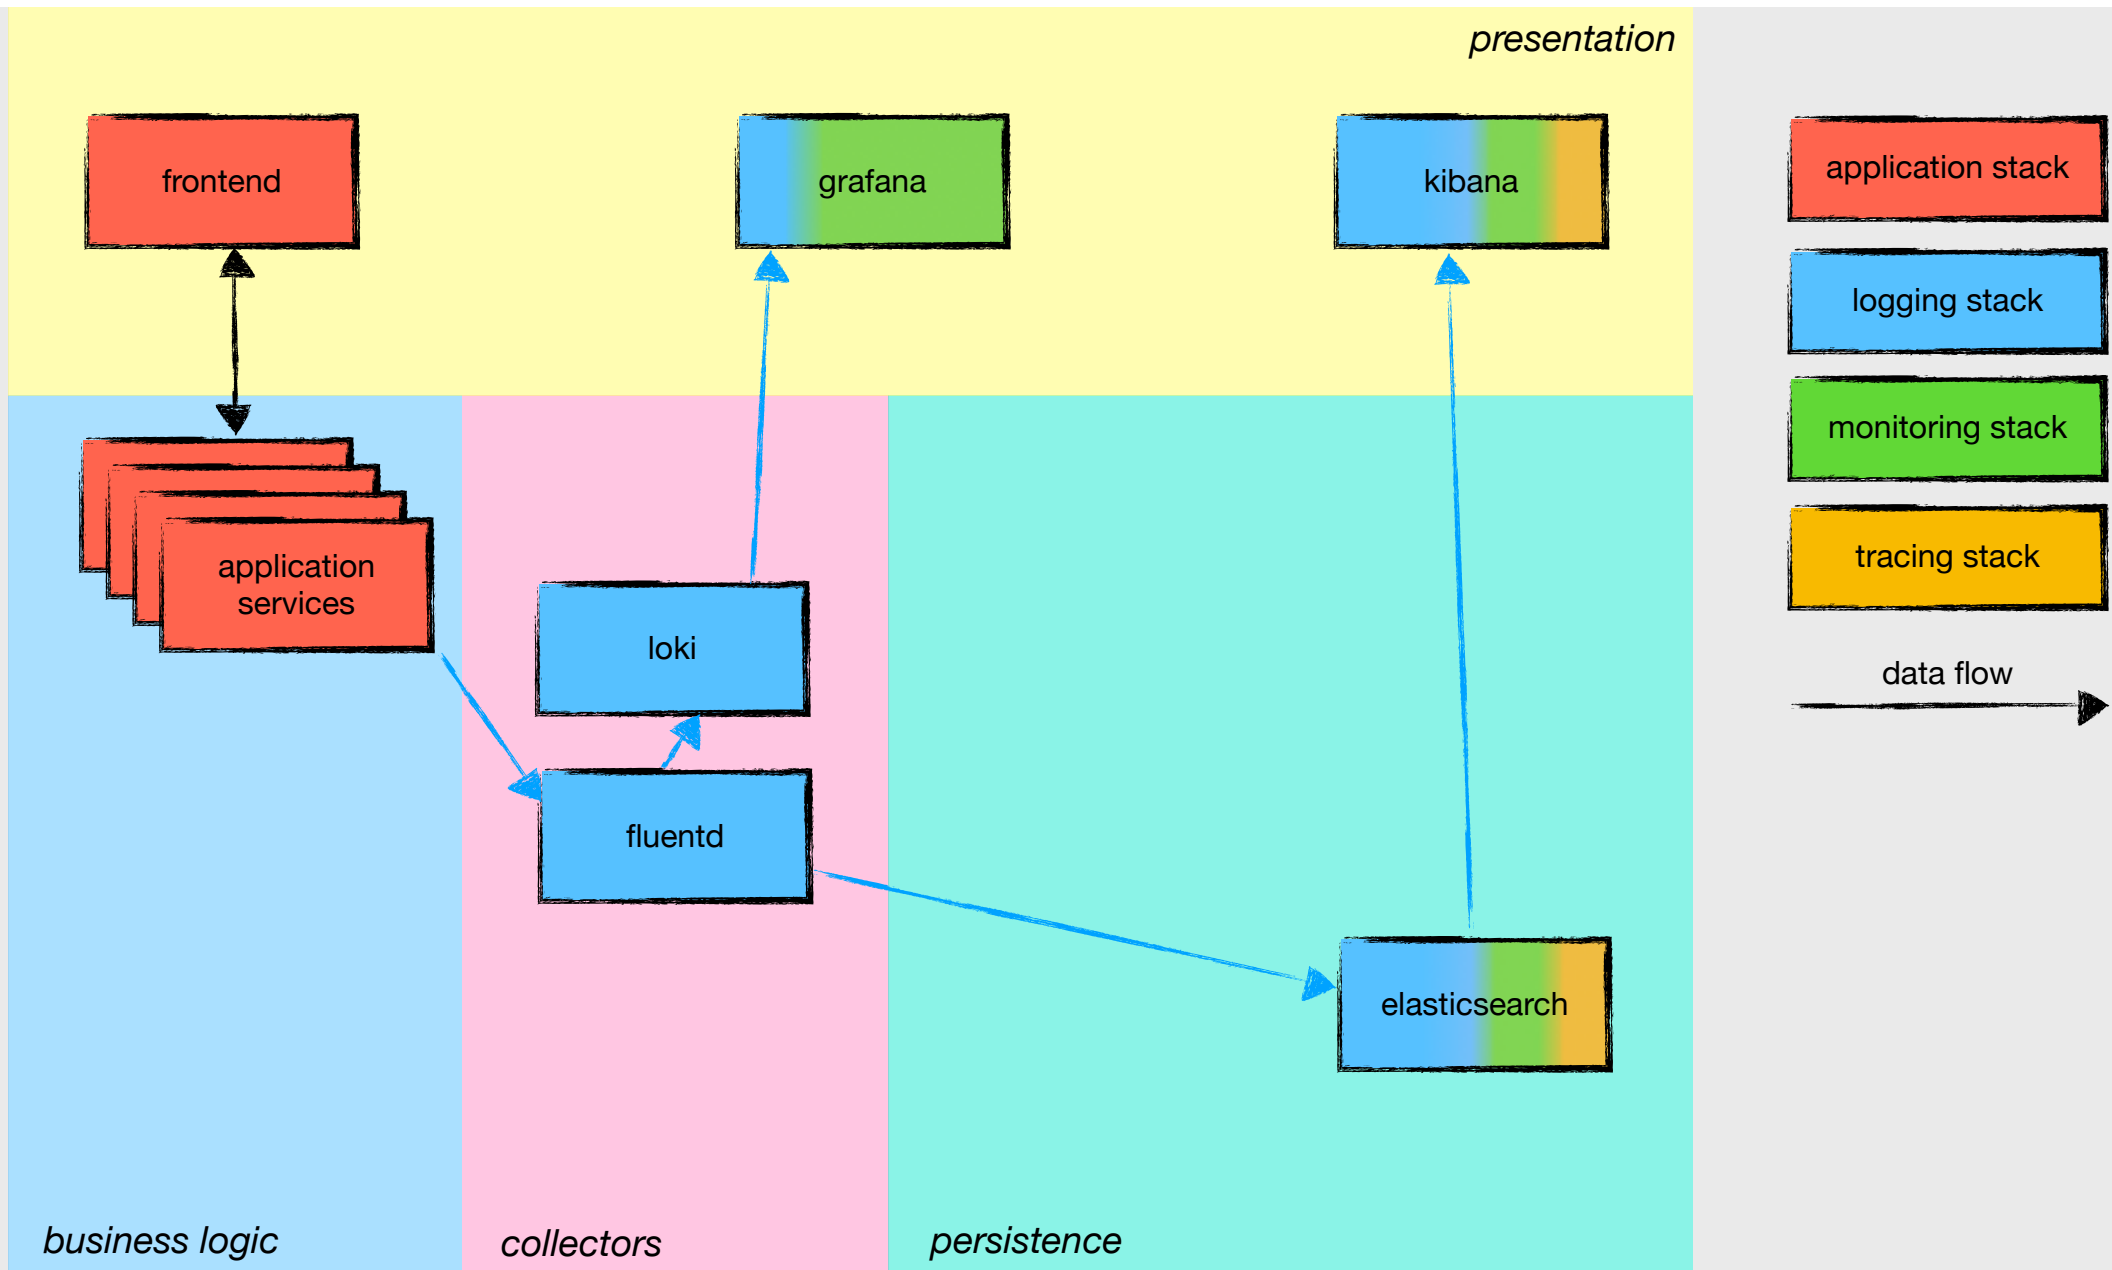 presentation
frontend
grafana
kibana
application
services
loki
fluentd
elasticsearch
business logic
collectors
persistence
application stack
logging stack
monitoring stack
tracing stack
data flow